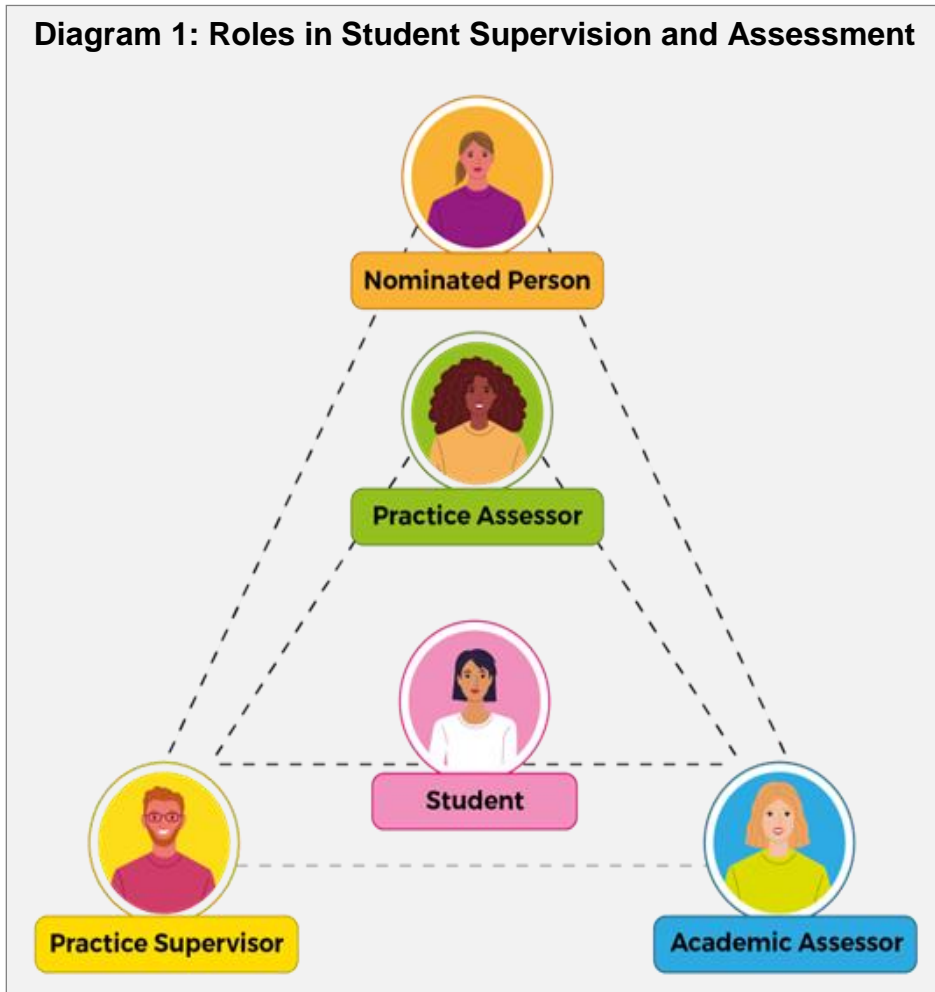 Diagram 1: Roles in Student Supervision and Assessment
Nominated Person
Practice Assessor
Student
Practice Supervisor
Academic Assessor